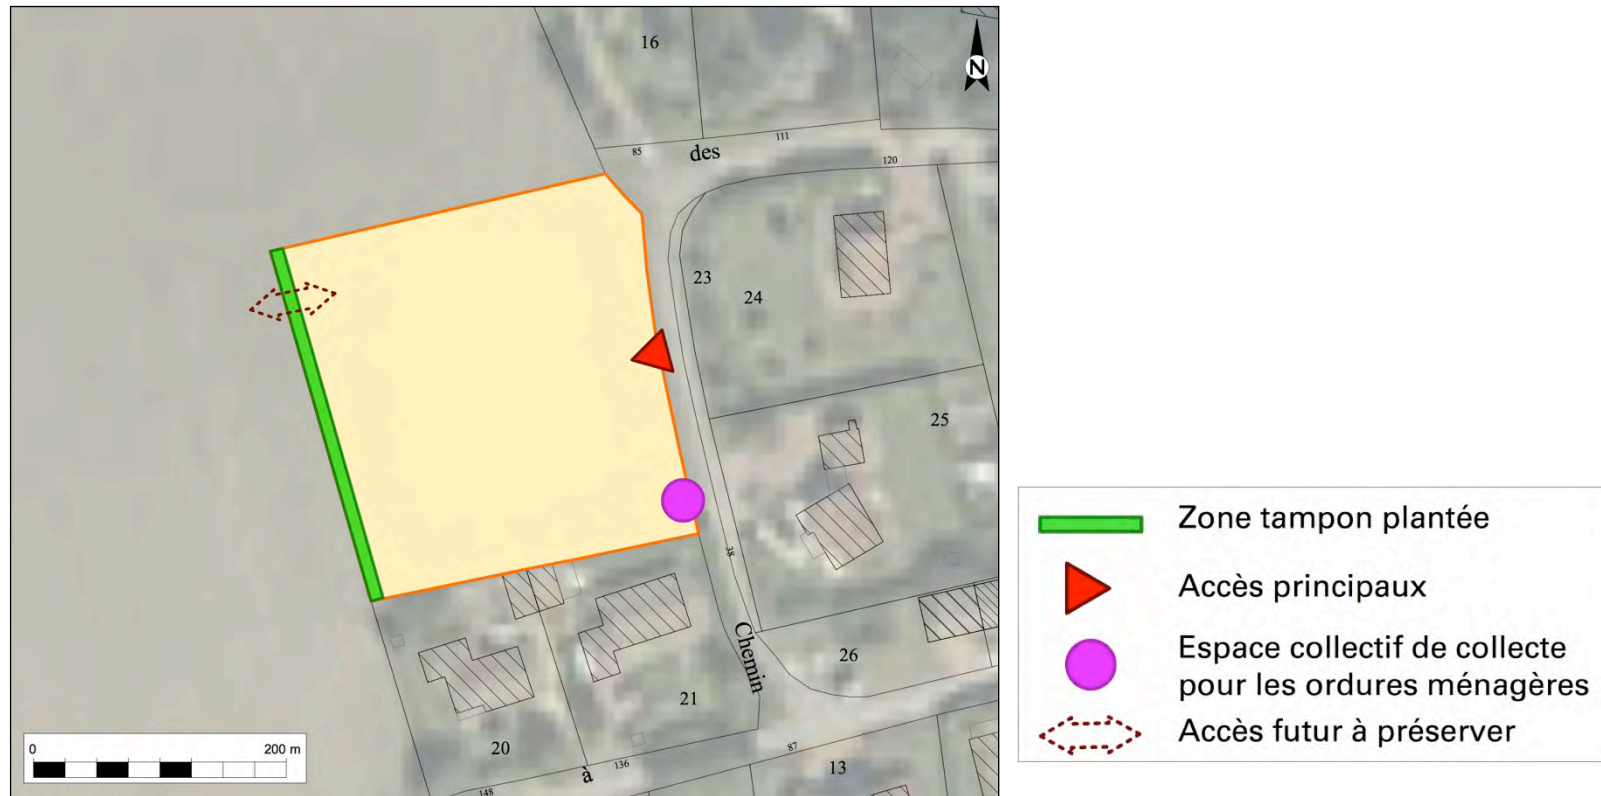 16
N
111
85
des
120
23
24
25
38
Chemin
26
21
20
87
136
à
13
148
0 200 m
Zone tampon plantée
Accès principaux
Espace collectif de collecte
pour les ordures ménagères
Accès futur à préserver